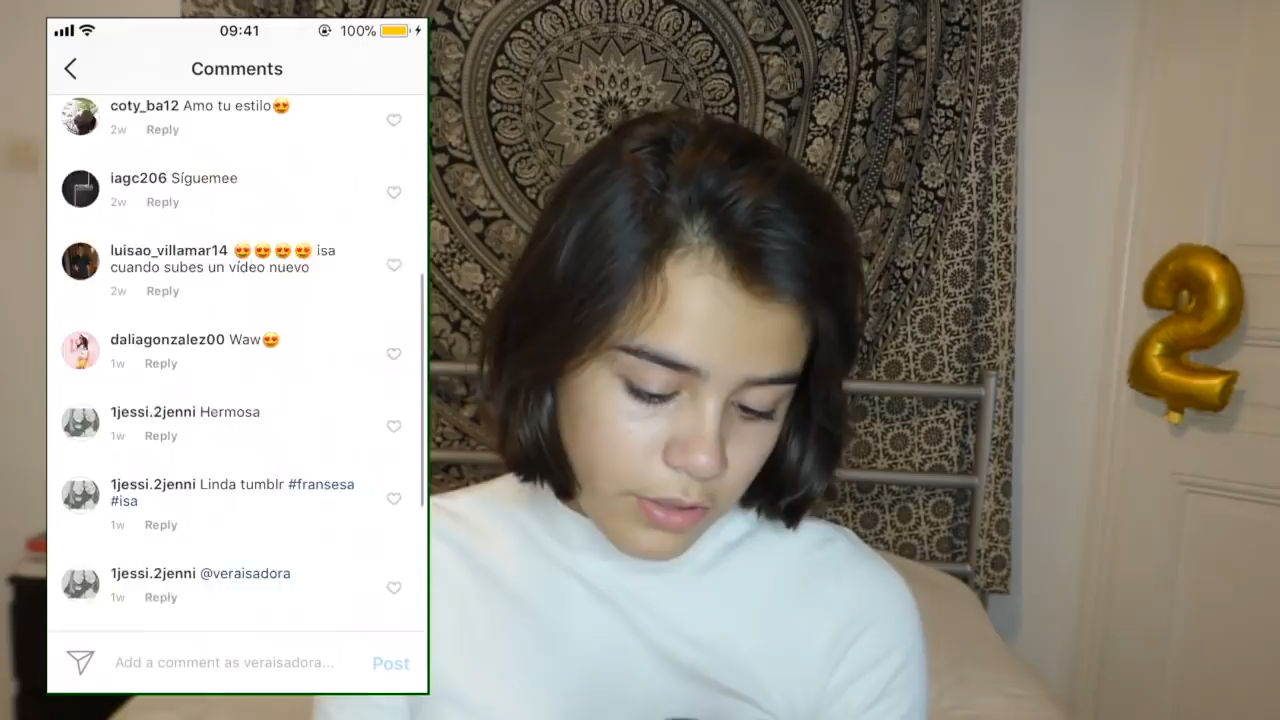 09:41
100%
Comments
coty_ba12 Amo tu estilo😍
2w Reply
iagc206 Síguemee
2w Reply
luisao_villamar14 😍😍😍😍 isa
cuando subes un vídeo nuevo
2w Reply
daliagonzalez00 Waw😍
1w Reply
1jessi.2jenni Hermosa
1w Reply
1jessi.2jenni Linda tumblr #fransesa
#isa
1w Reply
1jessi.2jenni @veraisadora
1w Reply
Add a comment as veraisadora...
Post
2